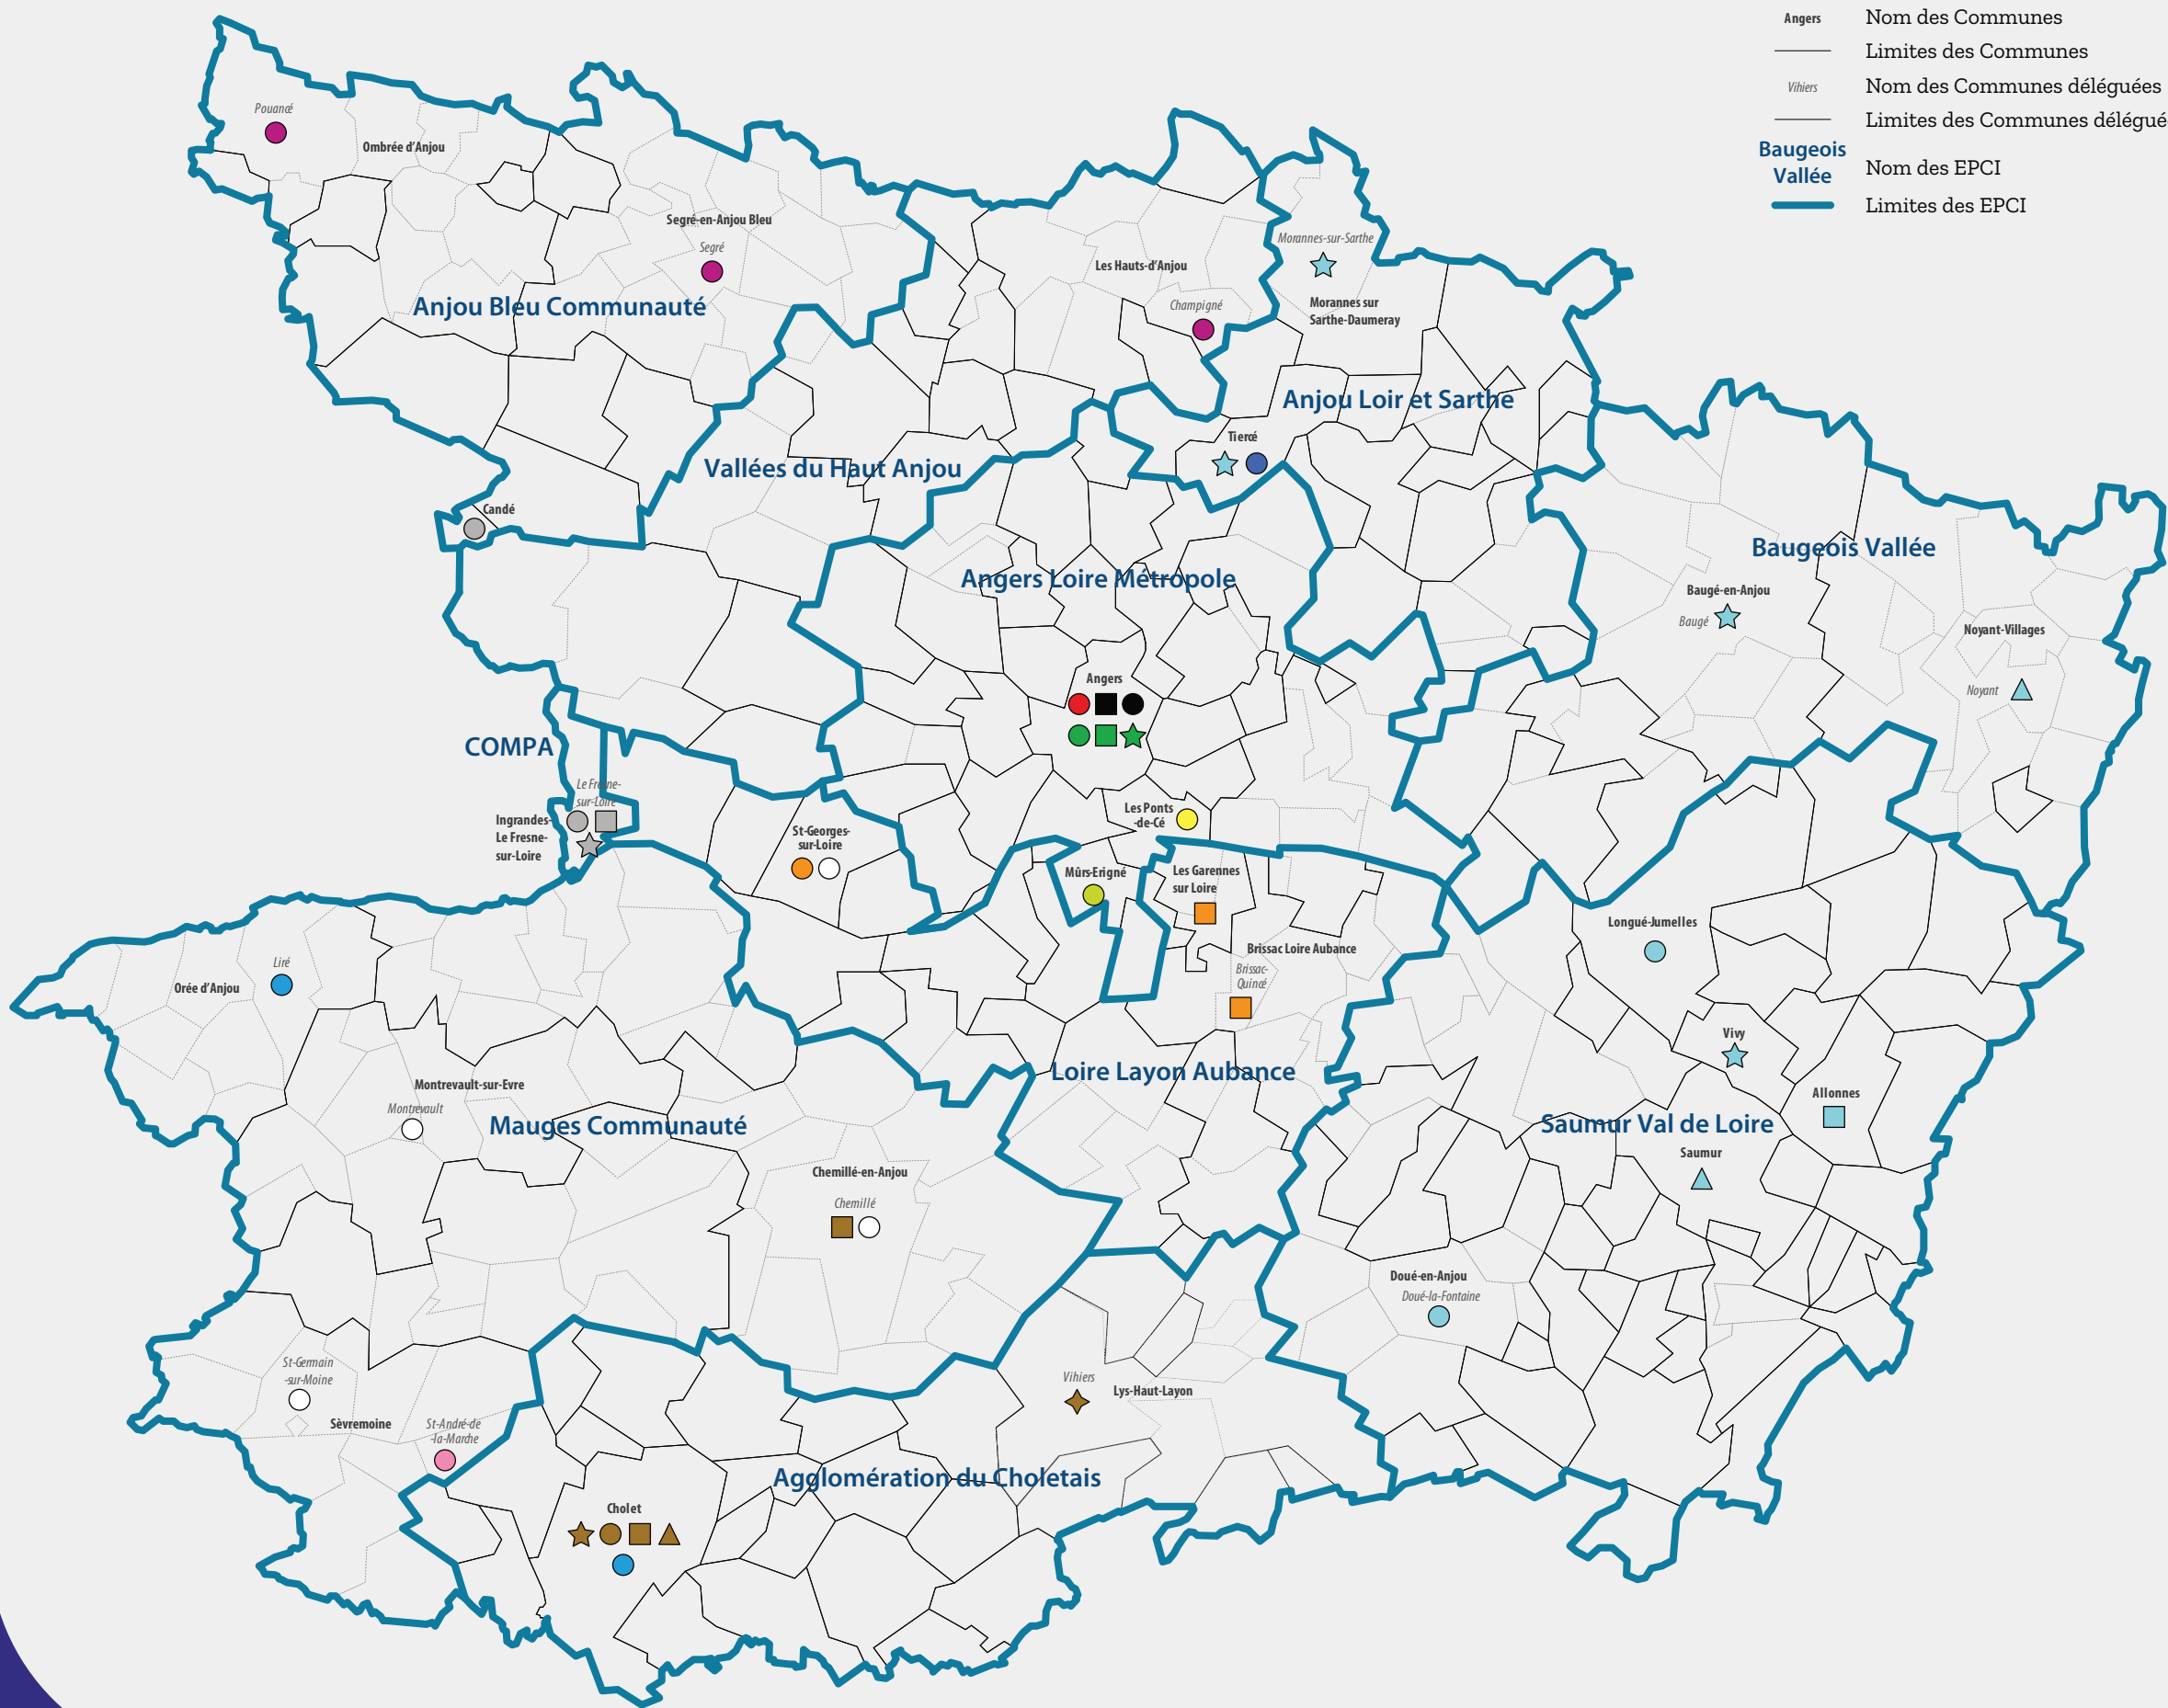 Angers
Nom des Communes
Limites des Communes
Vihiers
Nom des Communes déléguées
Limites des Communes délégué
Baugeois
Vallée
Nom des EPCI
Limites des EPCI
Pouancé
Ombrée d'Anjou
Segré-en-Anjou Bleu
Segré
Anjou Bleu Communauté
Les Hauts-d'Anjou
Champigné
Morannes-sur-Sarthe
Morannes sur
Sarthe-Daumeray
Anjou Loir et Sarthe
Tiercé
Vallées du Haut Anjou
Candé
Angers Loire Métropole
Baugeois Vallée
Baugé-en-Anjou
Baugé
Noyant-Villages
Noyant
Angers
COMPA
Le Fresne-
sur-Loire
Ingrandes-
Le Fresne-
sur-Loire
St-Georges-
sur-Loire
Les Ponts
-de-Cé
Mûrs-Erigné
Les Garennes
sur Loire
Brissac Loire Aubance
Brissac-
Quincé
Longué-Jumelles
Liré
Orée d'Anjou
Vivy
Loire Layon Aubance
Allonnes
Montrevault-sur-Evre
Montrevault
Mauges Communauté
Saumur Val de Loire
Saumur
Chemillé-en-Anjou
Chemillé
Doué-en-Anjou
Doué-la-Fontaine
St-Germain
-sur-Moine
Sèvremoine
St-André-de
-la-Marche
Vihiers
Lys-Haut-Layon
Agglomération du Choletais
Cholet